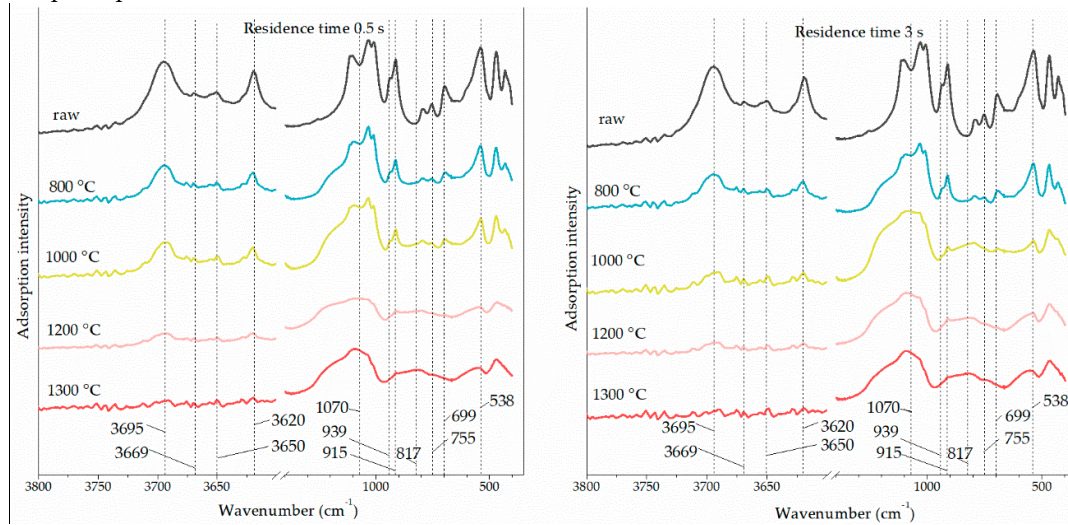 Residence time 0.5 s
raw
800 °C
1000 °C
1200 °C
1300 °C
3695
3669
3620
3650
1070
939
915
817
699
755
538
3800
3700
3650
1000
500
Wavenumber (cm⁻¹)
Adsorption intensity
Residence time 3 s
raw
800 °C
1000 °C
1200 °C
1300 °C
3695
3669
3620
3650
1070
939
915
817
699
755
538
3800
3700
3650
1000
500
Wavenumber (cm⁻¹)
Adsorption intensity